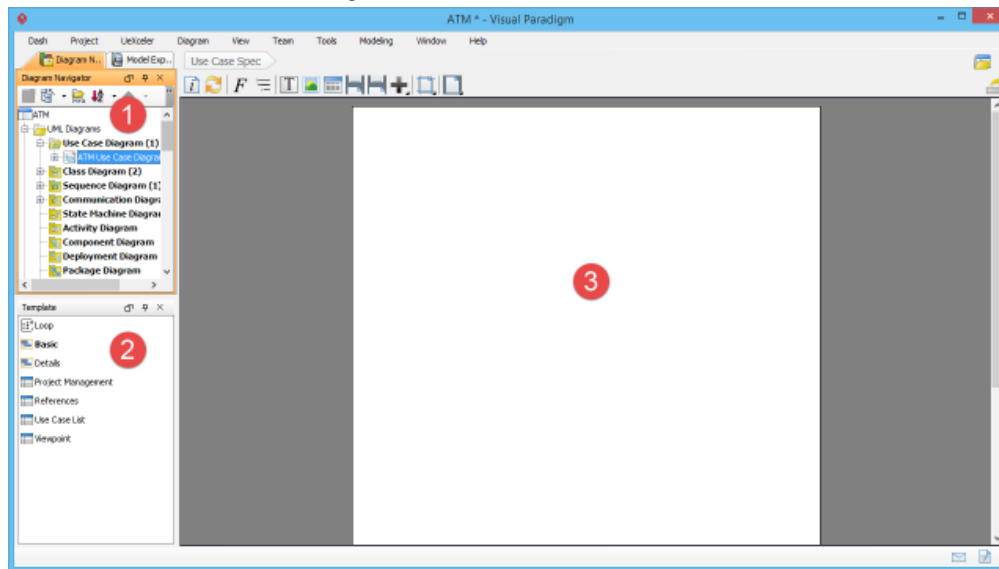 ATM * - Visual Paradigm
Dash Project UeXceler Diagram View Team Tools Modeling Window Help
Diagram N... Model Exp... Use Case Spec
Diagram Navigator
F T
1
ATM
UML Diagrams
Use Case Diagram (1)
ATM Use Case Diagra
Class Diagram (2)
Sequence Diagram (1)
Communication Diagra
State Machine Diagram
Activity Diagram
Component Diagram
Deployment Diagram
Package Diagram
3
Template
Loop
2
Basic
Details
Project Management
References
Use Case List
Viewpoint